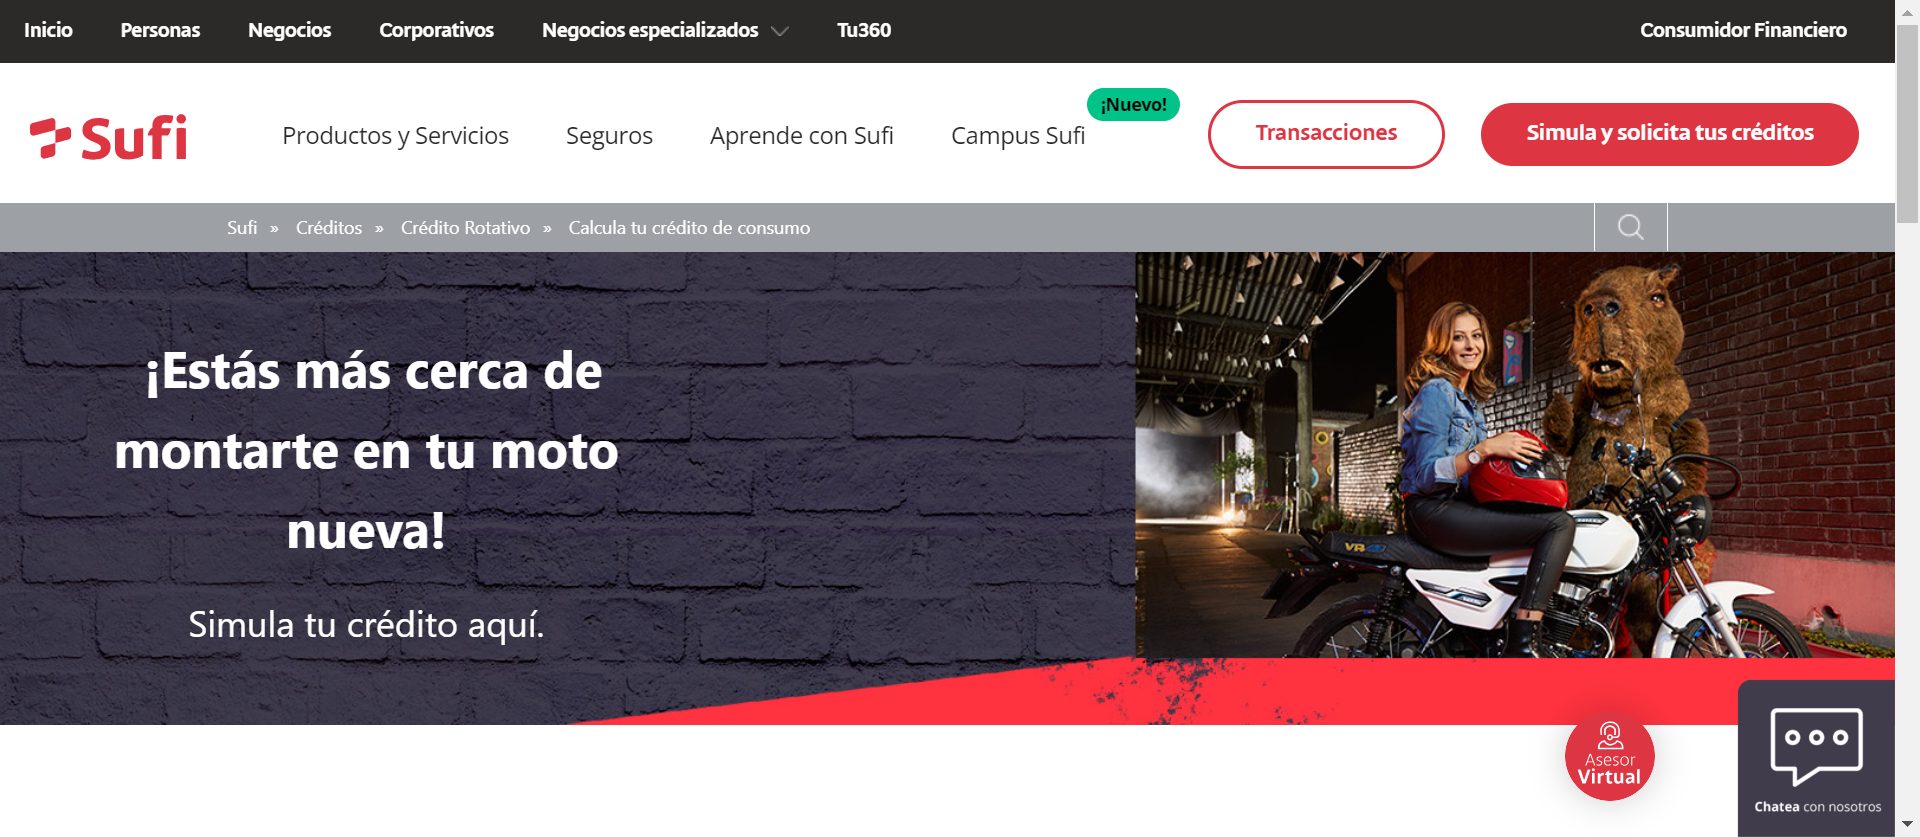 Inicio Personas Negocios Corporativos Negocios especializados Tu360 Consumidor Financiero
Sufi
Productos y Servicios Seguros Aprende con Sufi Campus Sufi ¡Nuevo! Transacciones Simula y solicita tus créditos
Sufi » Créditos » Crédito Rotativo » Calcula tu crédito de consumo
¡Estás más cerca de
montarte en tu moto
nueva!
Simula tu crédito aquí.
VR
Asesor
Virtual
Chatea con nosotros